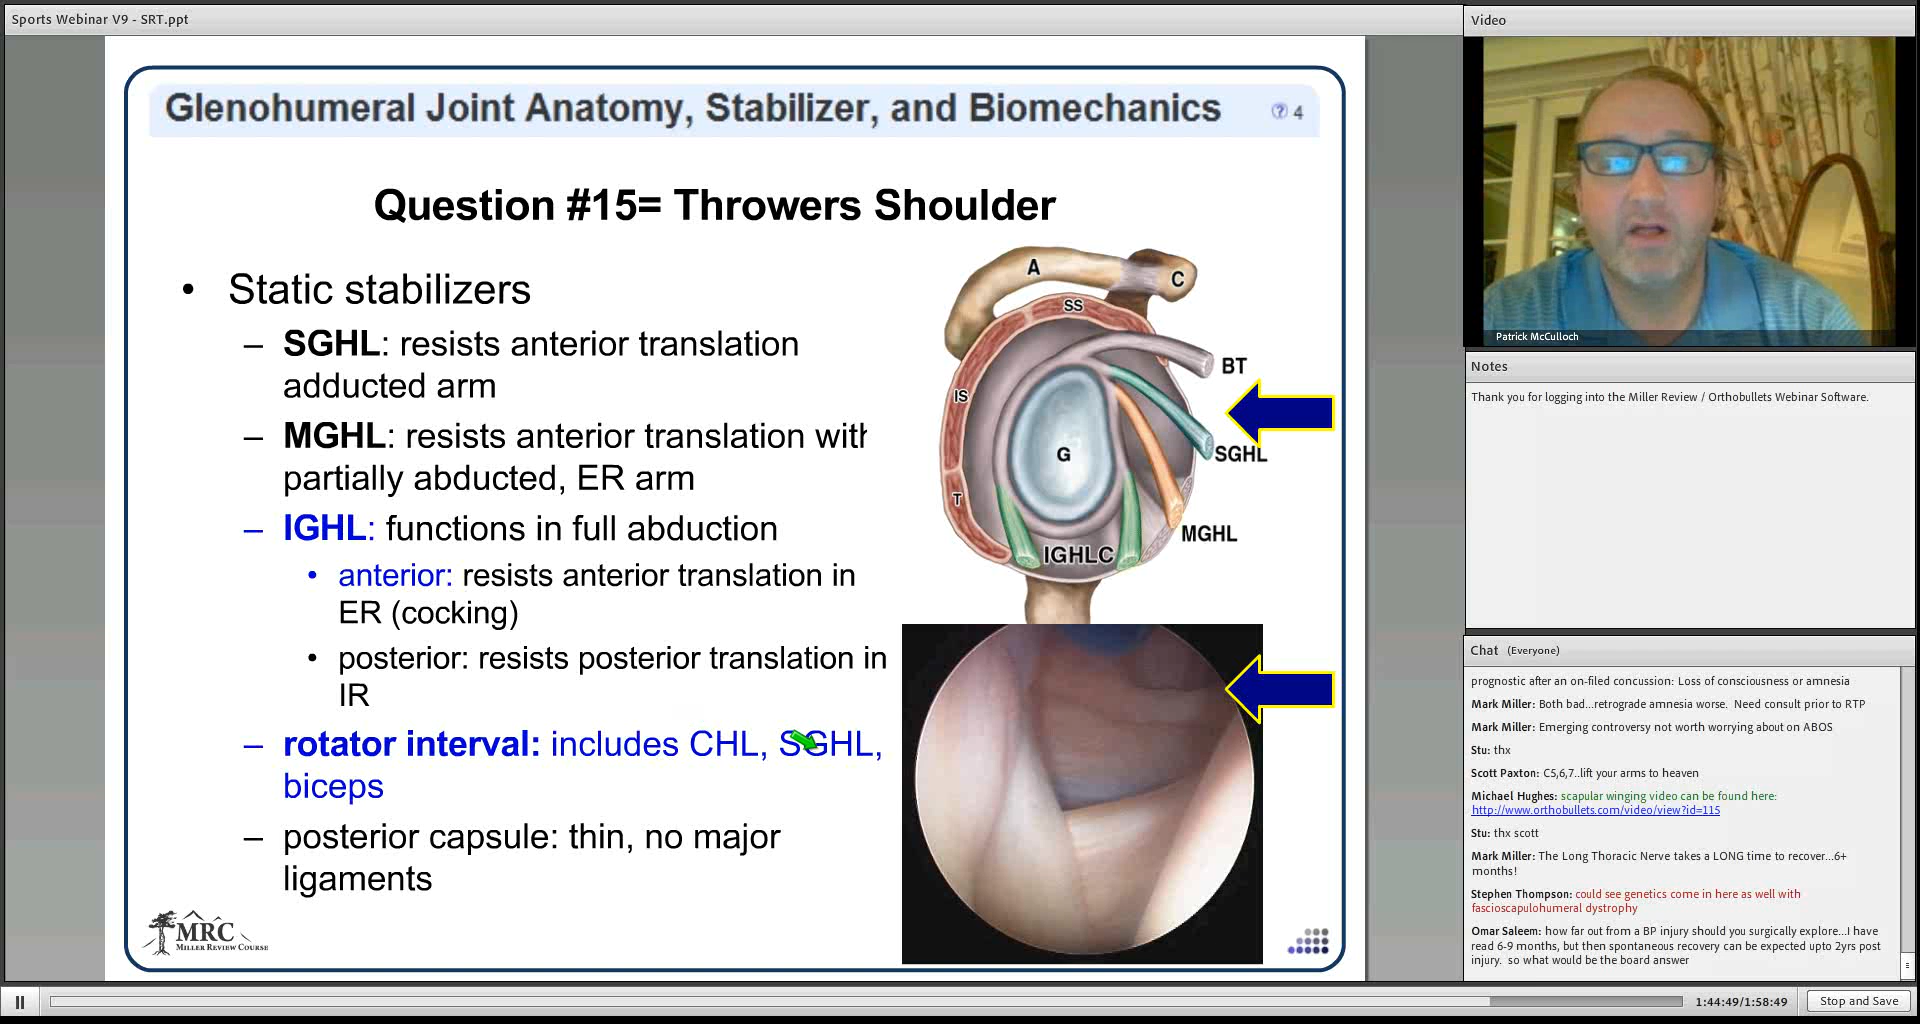 Sports Webinar V9 - SRT.ppt
Glenohumeral Joint Anatomy, Stabilizer, and Biomechanics
? 4
Question #15= Throwers Shoulder
• Static stabilizers
– SGHL: resists anterior translation
adducted arm
– MGHL: resists anterior translation with
partially abducted, ER arm
– IGHL: functions in full abduction
• anterior: resists anterior translation in
ER (cocking)
• posterior: resists posterior translation in
IR
– rotator interval: includes CHL, SGHL,
biceps
– posterior capsule: thin, no major
ligaments
A
C
SS
BT
IS
G
SGHL
T
MGHL
IGHLC
MRC
MILLER REVIEW COURSE
Video
Patrick McCulloch
Notes
Thank you for logging into the Miller Review / Orthobullets Webinar Software.
Chat (Everyone)
prognostic after an on-filed concussion: Loss of consciousness or amnesia
Mark Miller: Both bad...retrograde amnesia worse. Need consult prior to RTP
Mark Miller: Emerging controversy not worth worrying about on ABOS
Stu: thx
Scott Paxton: C5,6,7..lift your arms to heaven
Michael Hughes: scapular winging video can be found here:
http://www.orthobullets.com/video/view?id=115
Stu: thx scott
Mark Miller: The Long Thoracic Nerve takes a LONG time to recover...6+
months!
Stephen Thompson: could see genetics come in here as well with
fascioscapulohumeral dystrophy
Omar Saleem: how far out from a BP injury should you surgically explore...I have
read 6-9 months, but then spontaneous recovery can be expected upto 2yrs post
injury. so what would be the board answer
1:44:49/1:58:49
Stop and Save